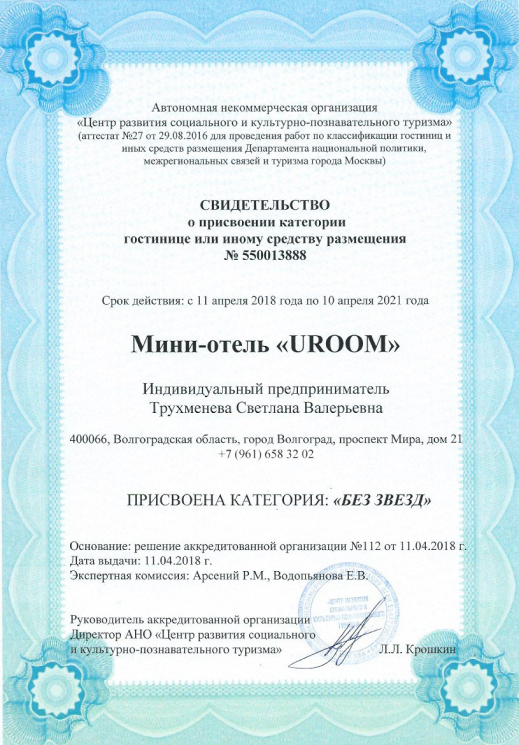 Автономная некоммерческая организация
«Центр развития социального и культурно-познавательного туризма»
(аттестат №27 от 29.08.2016 для проведения работ по классификации гостиниц и
иных средств размещения Департамента национальной политики,
межрегиональных связей и туризма города Москвы)
СВИДЕТЕЛЬСТВО
о присвоении категории
гостинице или иному средству размещения
№ 550013888
Срок действия: с 11 апреля 2018 года по 10 апреля 2021 года
Мини-отель «UROOM»
Индивидуальный предприниматель
Трухменева Светлана Валерьевна
400066, Волгоградская область, город Волгоград, проспект Мира, дом 21
+7 (961) 658 32 02
ПРИСВОЕНА КАТЕГОРИЯ: «БЕЗ ЗВЕЗД»
Основание: решение аккредитованной организации №112 от 11.04.2018 г.
Дата выдачи: 11.04.2018 г.
Экспертная комиссия: Арсений Р.М., Водопьянова Е.В.
Руководитель аккредитованной организации
Директор АНО «Центр развития социального
и культурно-познавательного туризма» Л.Л. Крошкин